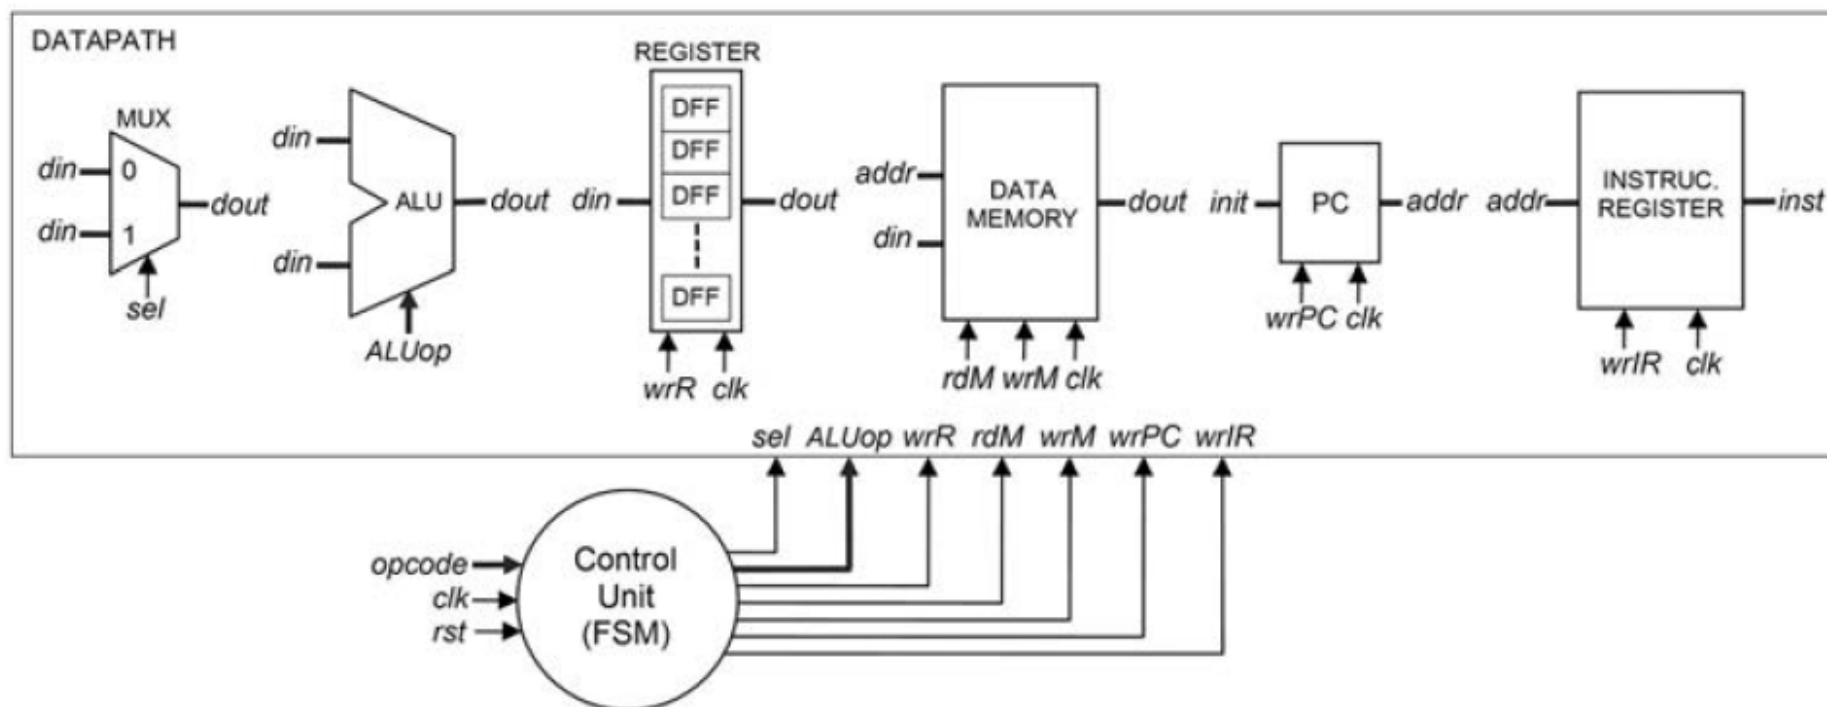 DATAPATH
MUX
din
0
din
1
dout
sel
din
din
ALU
dout
ALUop
REGISTER
din
DFF
DFF
DFF
DFF
dout
wrR clk
addr
din
DATA
MEMORY
dout
rdM wrM clk
init
PC
addr
wrPC clk
addr
INSTRUC.
REGISTER
inst
wrIR clk
sel ALUop wrR rdM wrM wrPC wrIR
opcode
clk
rst
Control
Unit
(FSM)